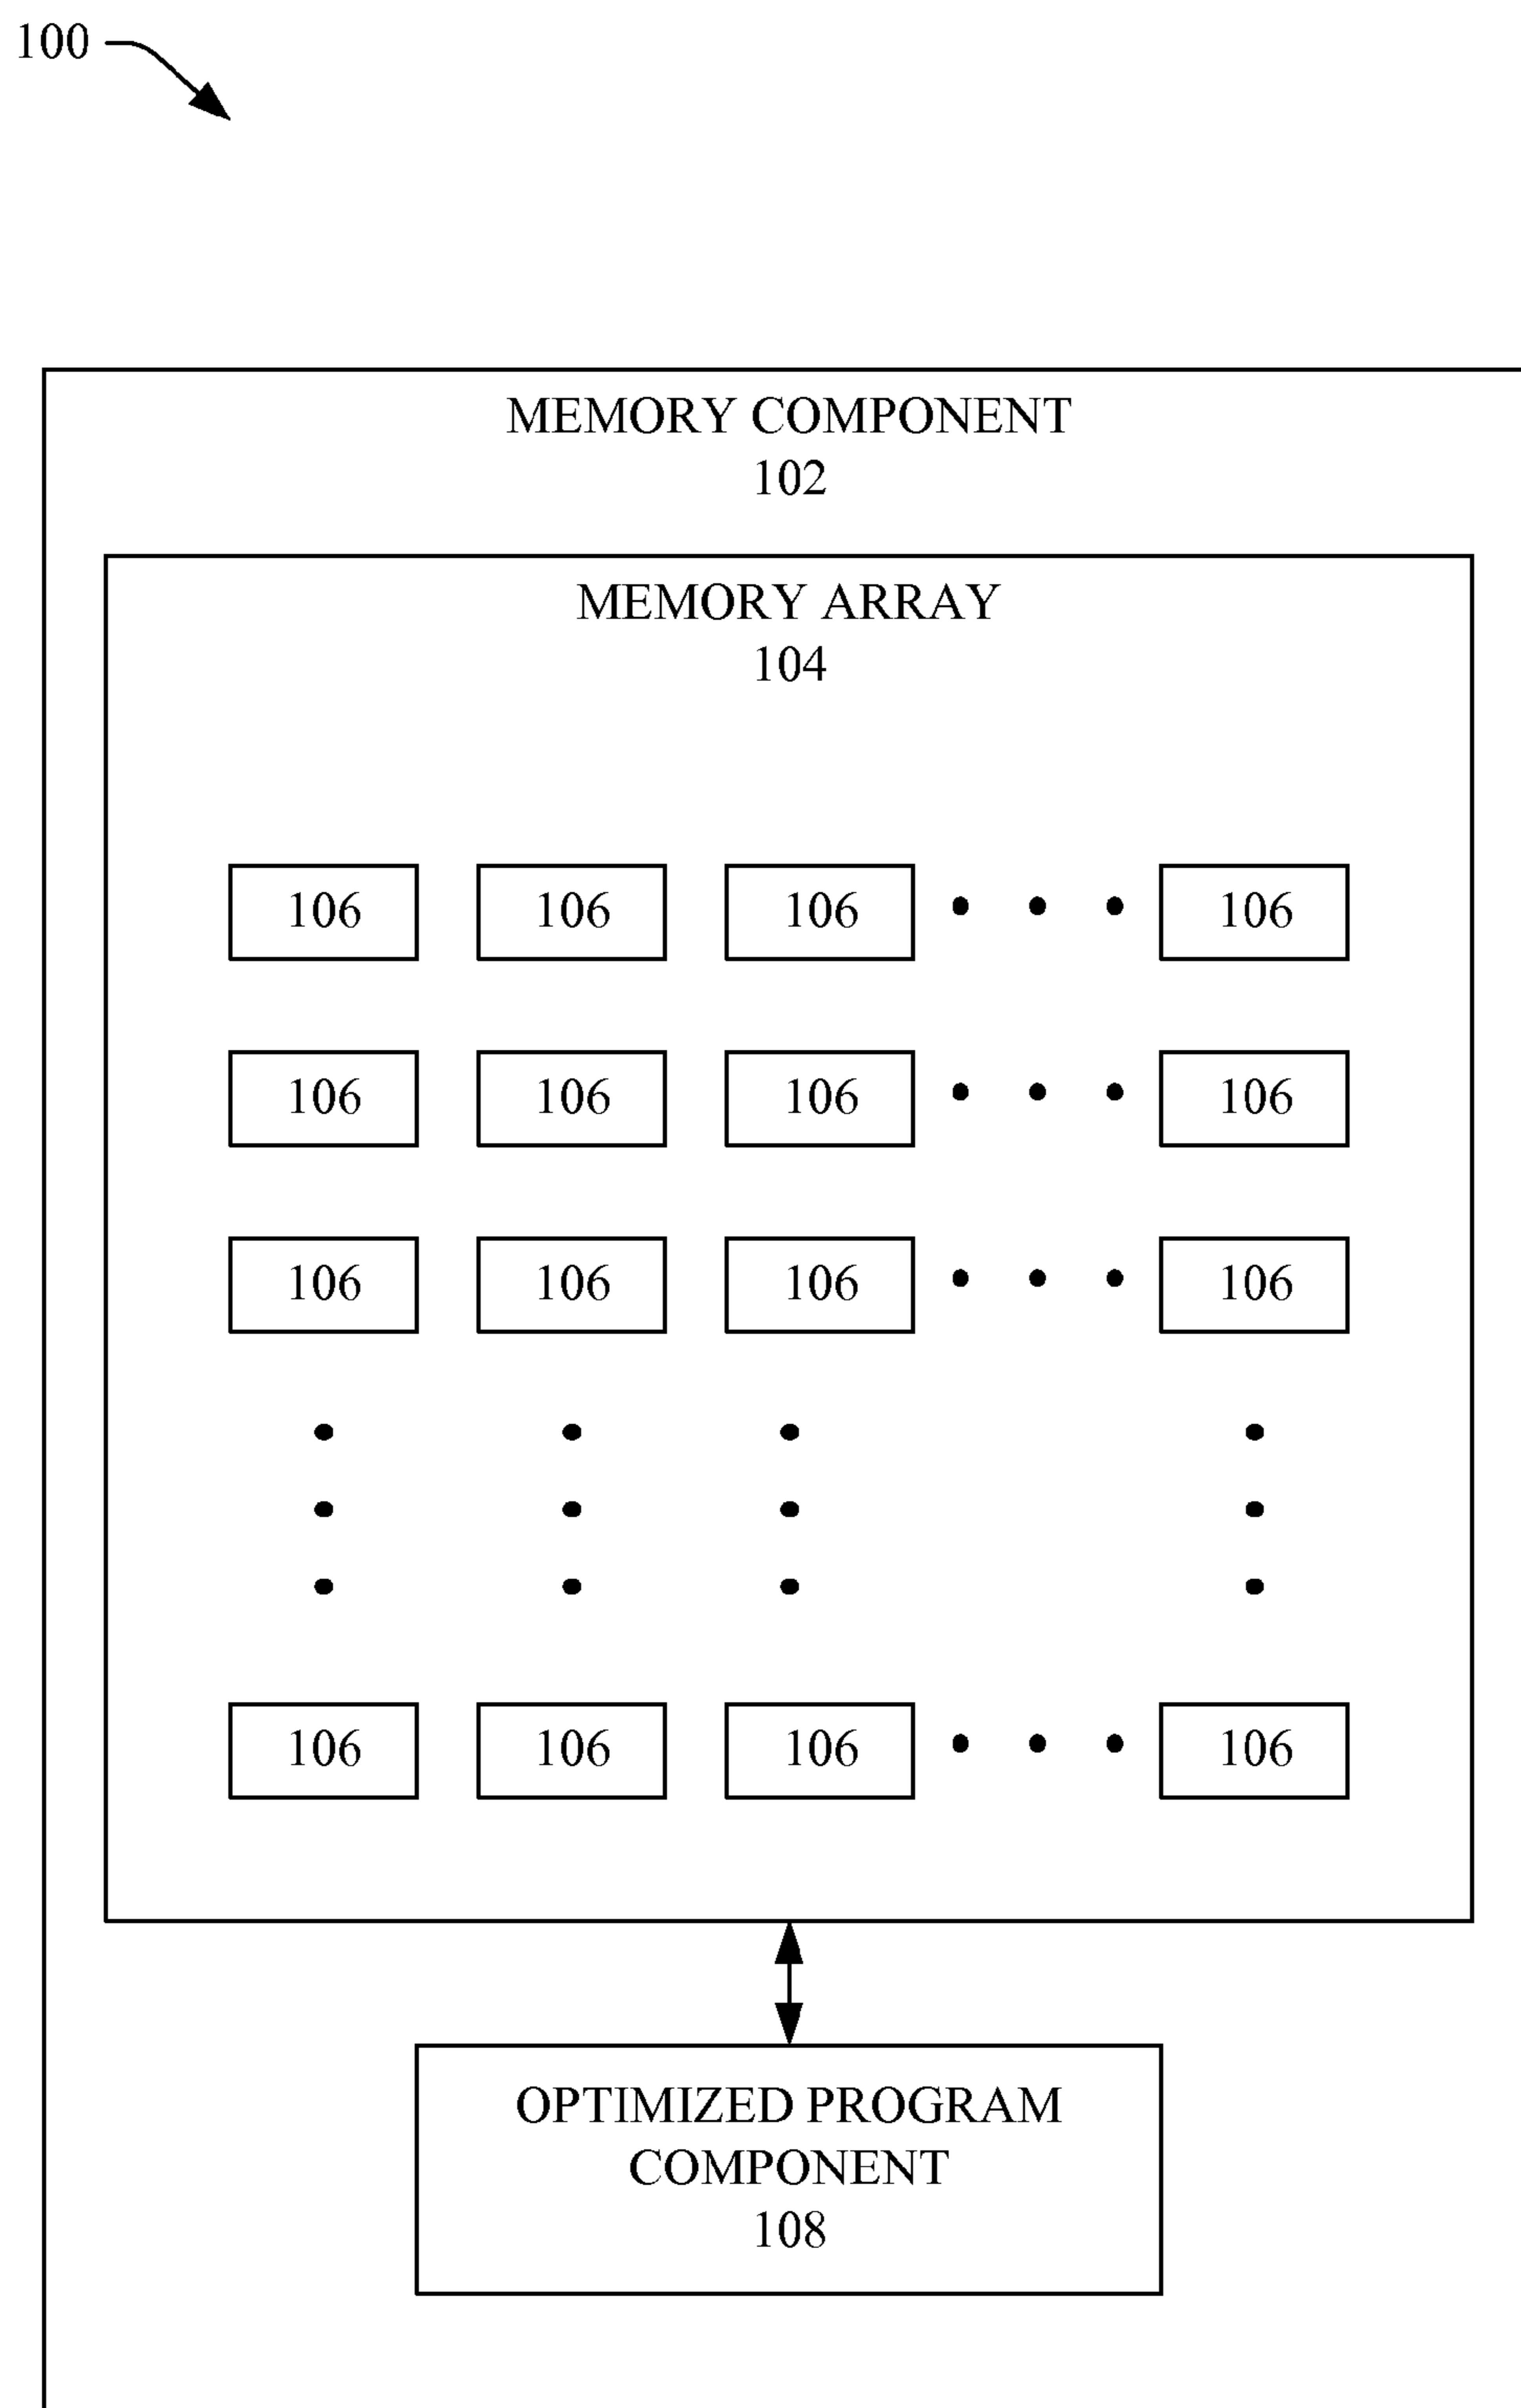 100
MEMORY COMPONENT
102
MEMORY ARRAY
104
106 106 106 • • • 106
106 106 106 • • • 106
106 106 106 • • • 106
106 106 106 • • • 106
OPTIMIZED PROGRAM
COMPONENT
108